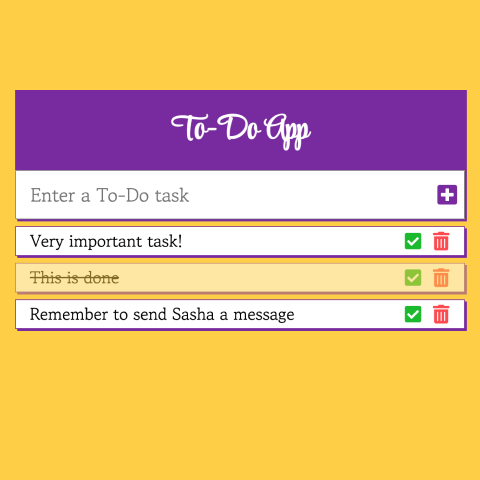 To-Do App
Enter a To-Do task
Very important task!
This is done
Remember to send Sasha a message